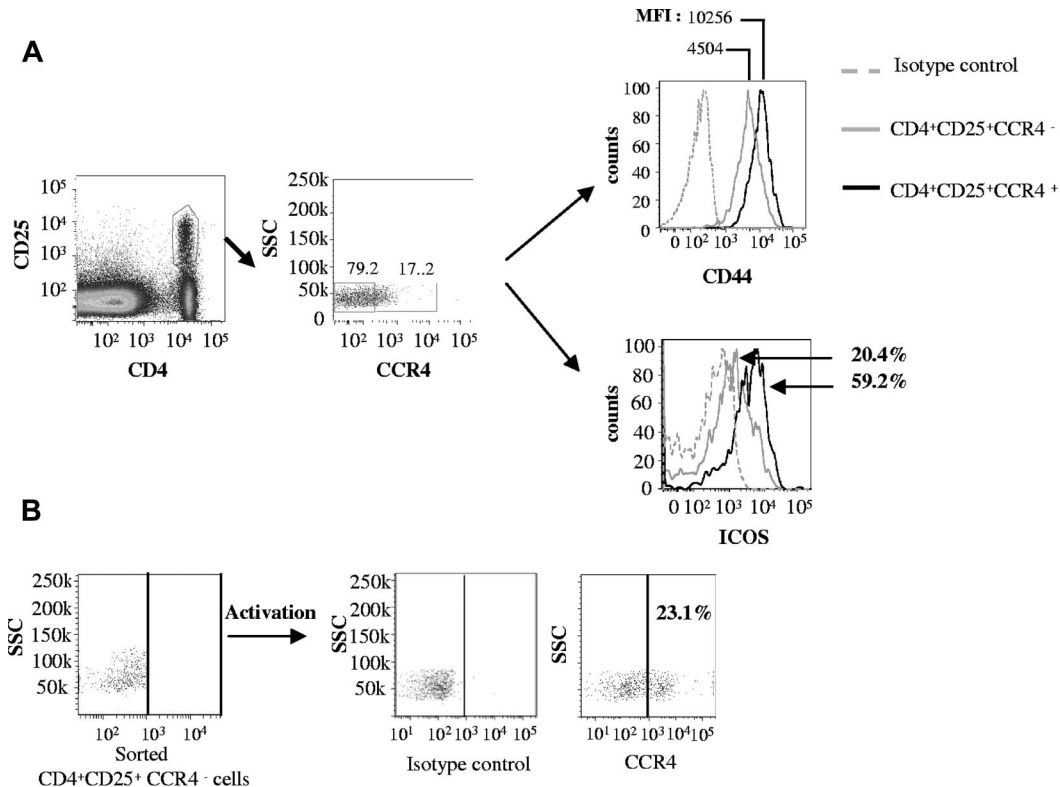 A
MFI : 10256
4504
Isotype control
CD4+CD25+CCR4 -
CD4+CD25+CCR4 +
100
80
60
40
20
0
counts
0 10² 10³ 10⁴ 10⁵
CD44
10⁵
10⁴
10³
10²
CD25
10² 10³ 10⁴ 10⁵
CD4
250k
200k
150k
100k
50k
0
SSC
79.2 17..2
10² 10³ 10⁴ 10⁵
CCR4
100
80
60
40
20
0
counts
20.4%
59.2%
0 10² 10³ 10⁴ 10⁵
ICOS
B
250k
200k
150k
100k
50k
SSC
10² 10³ 10⁴
Sorted
CD4+CD25+ CCR4 - cells
Activation
250k
200k
150k
100k
50k
SSC
10¹ 10² 10³ 10⁴ 10⁵
Isotype control
SSC
23.1%
10¹ 10² 10³ 10⁴ 10⁵
CCR4